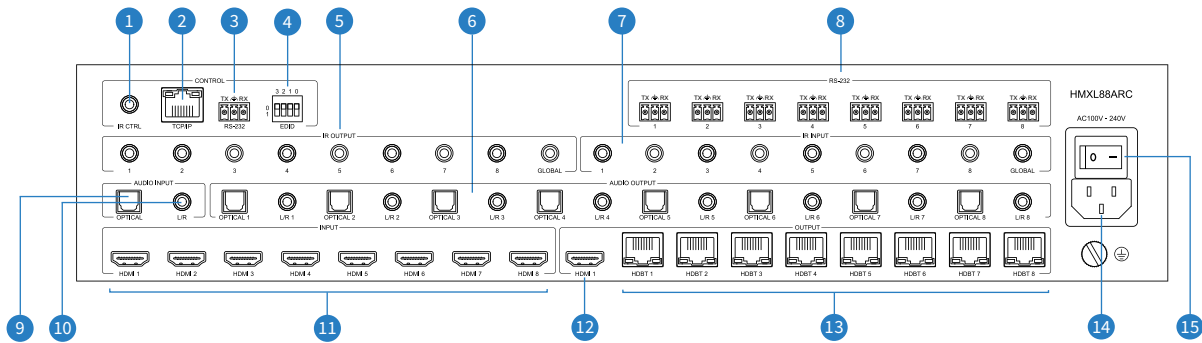 1 2 3 4 5 6 7 8
CONTROL
RS-232
3 2 1 0
TX RX
0
1
IR CTRL TCP/IP RS-232 EDID
TX RX TX RX TX RX TX RX TX RX TX RX TX RX TX RX
1 2 3 4 5 6 7 8
HMXL88ARC
AC100V - 240V
IR OUTPUT
IR INPUT
1 2 3 4 5 6 7 8 GLOBAL
1 2 3 4 5 6 7 8 GLOBAL
0
15
AUDIO INPUT
AUDIO OUTPUT
OPTICAL L/R
OPTICAL 1 L/R 1 OPTICAL 2 L/R 2 OPTICAL 3 L/R 3 OPTICAL 4 L/R 4 OPTICAL 5 L/R 5 OPTICAL 6 L/R 6 OPTICAL 7 L/R 7 OPTICAL 8 L/R 8
INPUT
OUTPUT
HDMI 1 HDMI 2 HDMI 3 HDMI 4 HDMI 5 HDMI 6 HDMI 7 HDMI 8
HDMI 1 HDBT 1 HDBT 2 HDBT 3 HDBT 4 HDBT 5 HDBT 6 HDBT 7 HDBT 8
9 10 11 12 13 14